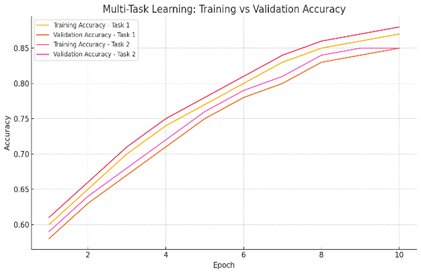 Multi-Task Learning: Training vs Validation Accuracy
Training Accuracy - Task 1
Validation Accuracy - Task 1
Training Accuracy - Task 2
Validation Accuracy - Task 2
0.85
0.80
0.75
0.70
0.65
0.60
Accuracy
2 4 6 8 10
Epoch